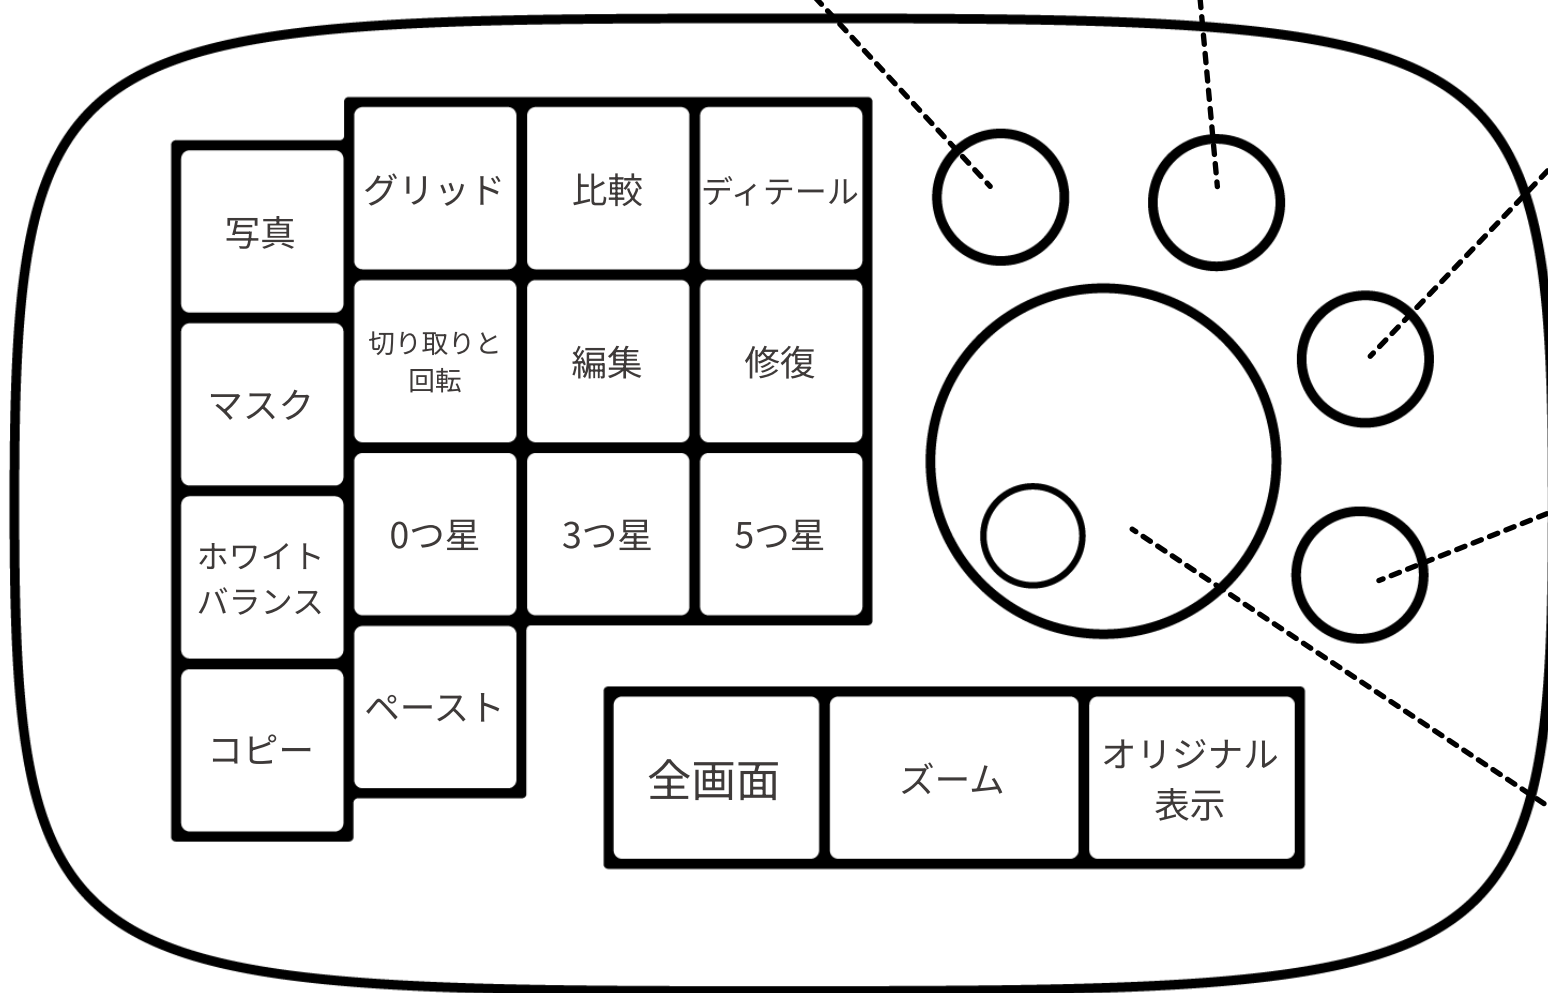 グリッド
比較
ディテール
写真
切り取りと
回転
編集
修復
マスク
0つ星
3つ星
5つ星
ホワイト
バランス
ペースト
コピー
全画面
ズーム
オリジナル
表示